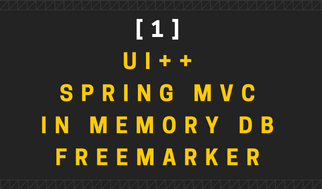 [1]
UI++
SPRING MVC
IN MEMORY DB
FREEMARKER